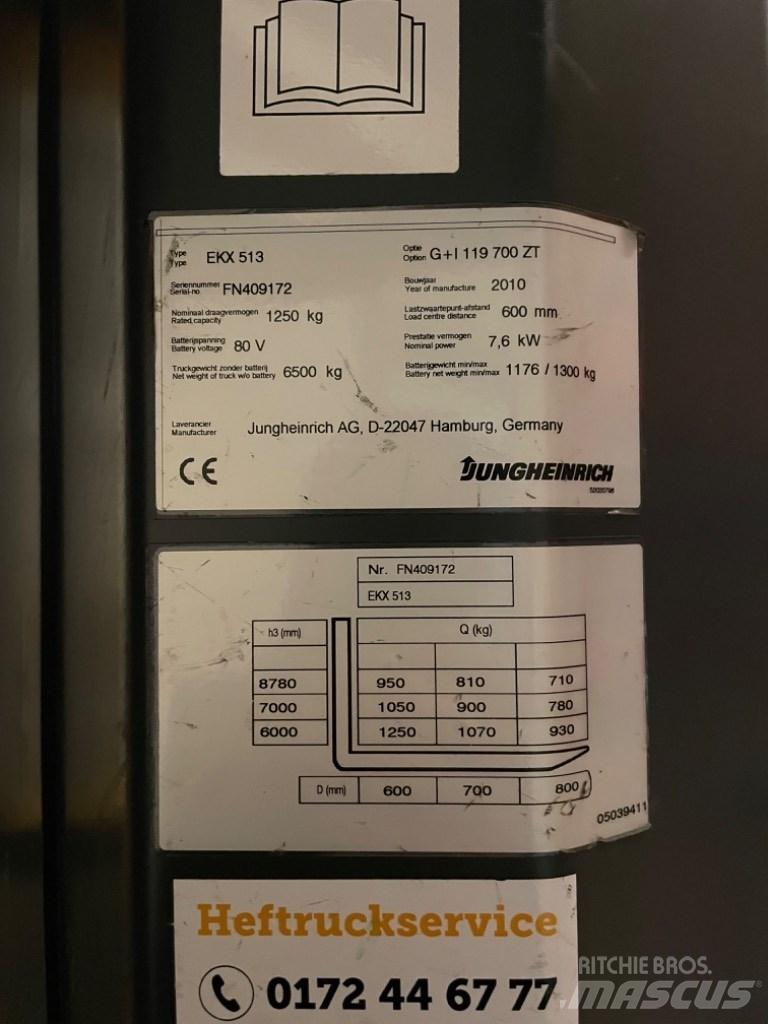 Type EKX 513 Optie G+I 119 700 ZT
Type Option
Seriennummer FN409172 Bouwjaar 2010
Serial-no. Year of manufacture
Nominaal draagvermogen 1250 kg Lastzwaartepunt-afstand 600 mm
Rated capacity Load centre distance
Batterijspanning 80 V Prestatie vermogen 7,6 kW
Battery voltage Nominal power
Truckgewicht zonder batterij 6500 kg Batterijgewicht min/max 1176 / 1300 kg
Net weight of truck w/o battery Battery net weight min/max
Leverancier Jungheinrich AG, D-22047 Hamburg, Germany
Manufacturer
CE JUNGHEINRICH
Nr. FN409172
EKX 513
h3 (mm) Q (kg)
8780 950 810 710
7000 1050 900 780
6000 1250 1070 930
D (mm) 600 700 800
05039411
Heftruckservice
0172 44 67 77
RITCHIE BROS.
MASCUS